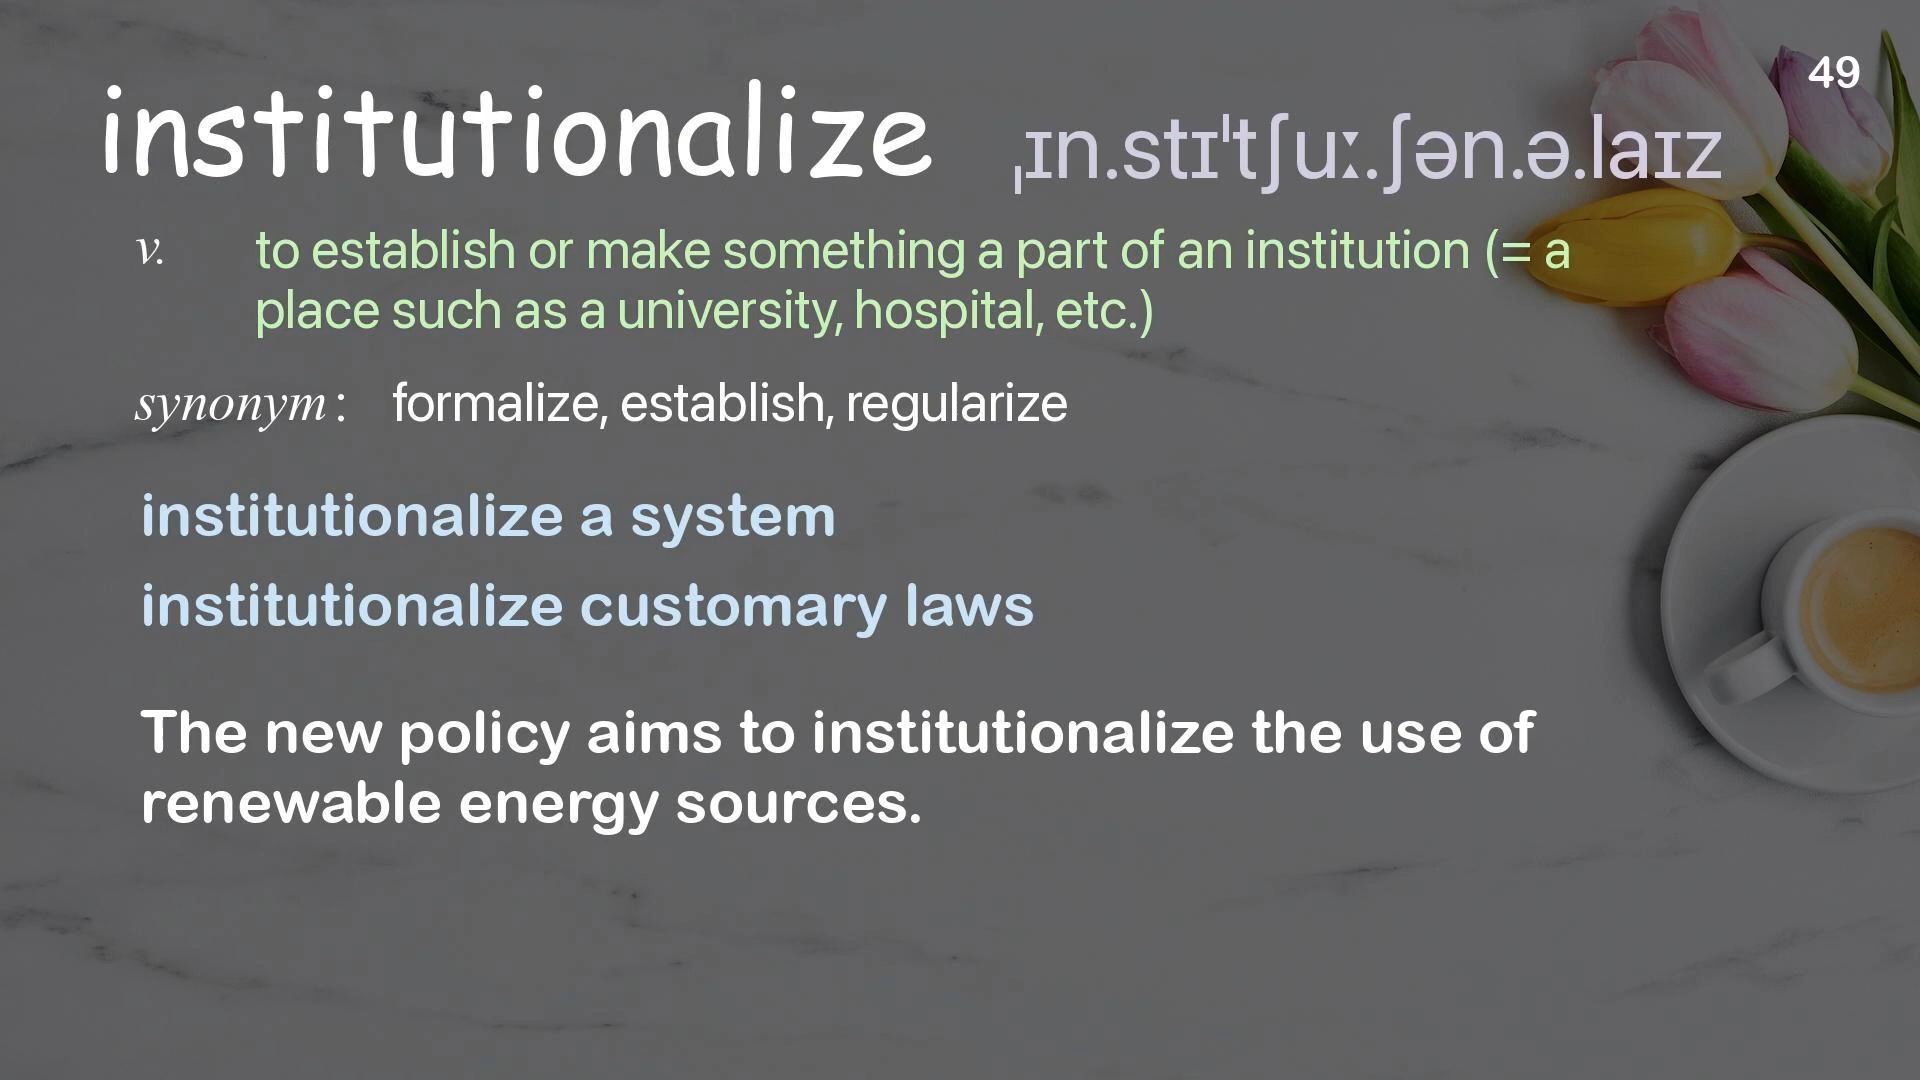 49
institutionalize ˌɪn.stɪˈtʃuː.ʃən.ə.laɪz
v. to establish or make something a part of an institution (= a
place such as a university, hospital, etc.)
synonym: formalize, establish, regularize
institutionalize a system
institutionalize customary laws
The new policy aims to institutionalize the use of
renewable energy sources.